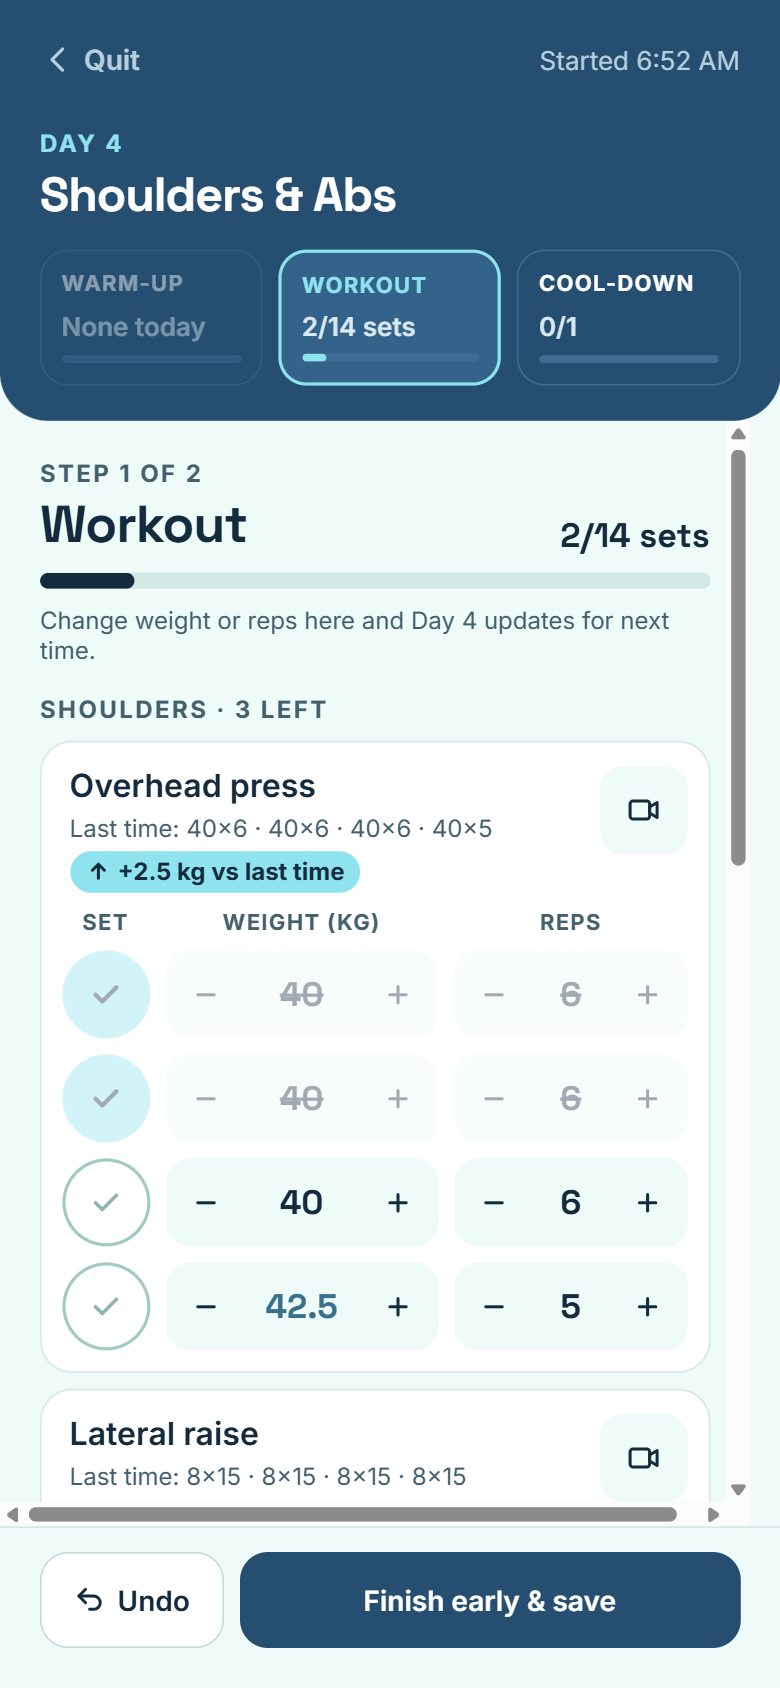 Quit
Started 6:52 AM
DAY 4
Shoulders & Abs
WARM-UP
None today
WORKOUT
2/14 sets
COOL-DOWN
0/1
STEP 1 OF 2
Workout
2/14 sets
Change weight or reps here and Day 4 updates for next
time.
SHOULDERS · 3 LEFT
Overhead press
Last time: 40×6 · 40×6 · 40×6 · 40×5
↑ +2.5 kg vs last time
SET WEIGHT (KG) REPS
− 40 + − 6 +
− 40 + − 6 +
− 40 + − 6 +
− 42.5 + − 5 +
Lateral raise
Last time: 8×15 · 8×15 · 8×15 · 8×15
Undo
Finish early & save